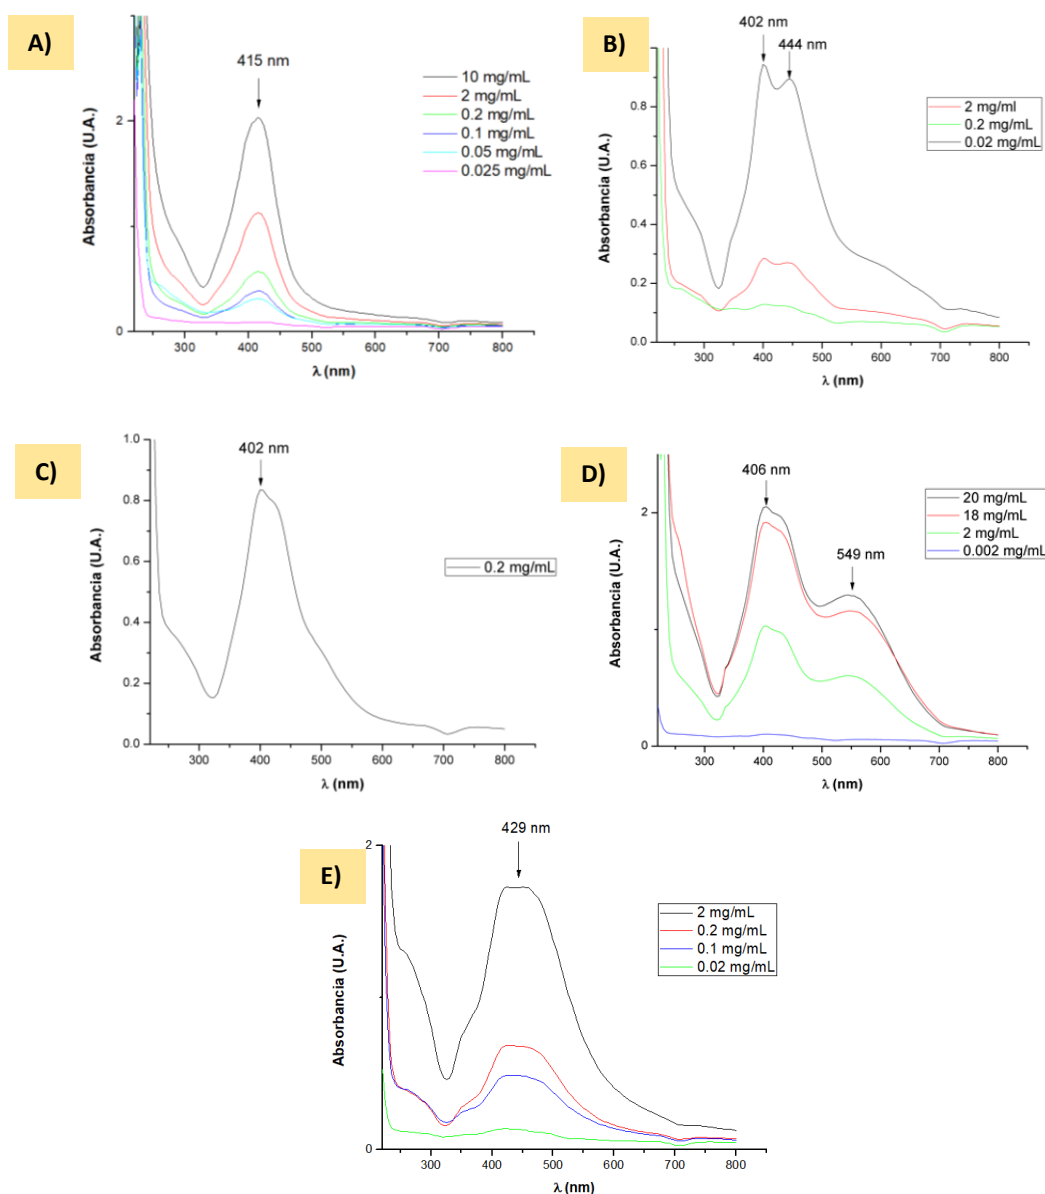 A)
415 nm
10 mg/mL
2 mg/mL
0.2 mg/mL
0.1 mg/mL
0.05 mg/mL
0.025 mg/mL
2
0
Absorbancia (U.A.)
300 400 500 600 700 800
λ (nm)
B)
402 nm
444 nm
2 mg/ml
0.2 mg/mL
0.02 mg/mL
0.8
0.6
0.4
0.2
0.0
Absorbancia (U.A.)
300 400 500 600 700 800
λ (nm)
C)
402 nm
0.2 mg/mL
1.0
0.8
0.6
0.4
0.2
0.0
Absorbancia (U.A.)
300 400 500 600 700 800
λ (nm)
D)
406 nm
549 nm
20 mg/mL
18 mg/mL
2 mg/mL
0.002 mg/mL
2
0
Absorbancia (U.A.)
300 400 500 600 700 800
λ (nm)
E)
429 nm
2 mg/mL
0.2 mg/mL
0.1 mg/mL
0.02 mg/mL
2
0
Absorbancia (U.A.)
300 400 500 600 700 800
λ (nm)